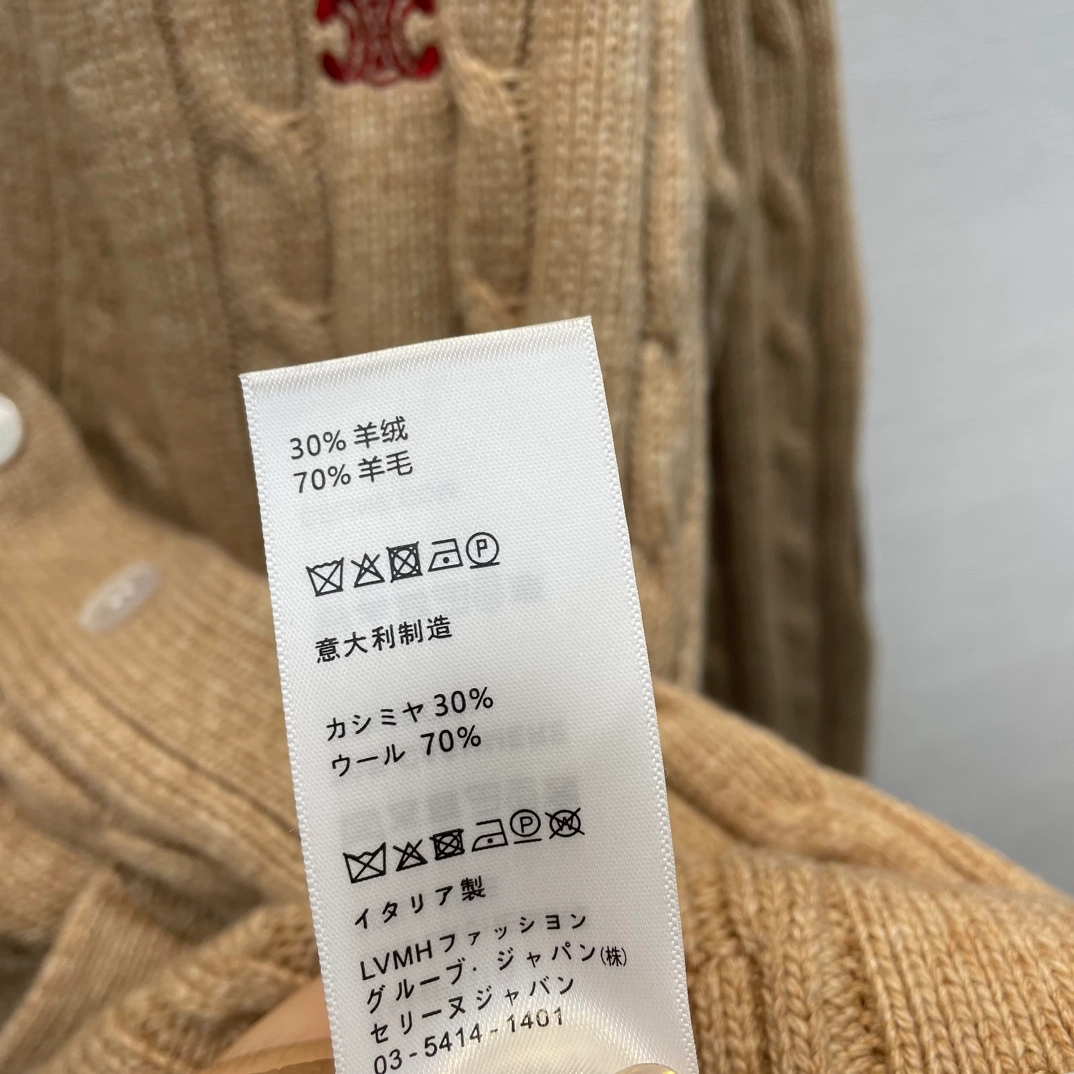 30% 羊绒
70% 羊毛
P
意大利制造
カシミヤ 30%
ウール 70%
P W
イタリア製
LVMHファッション
グループ・ジャパン(株)
セリーヌジャパン
03-5414-1401